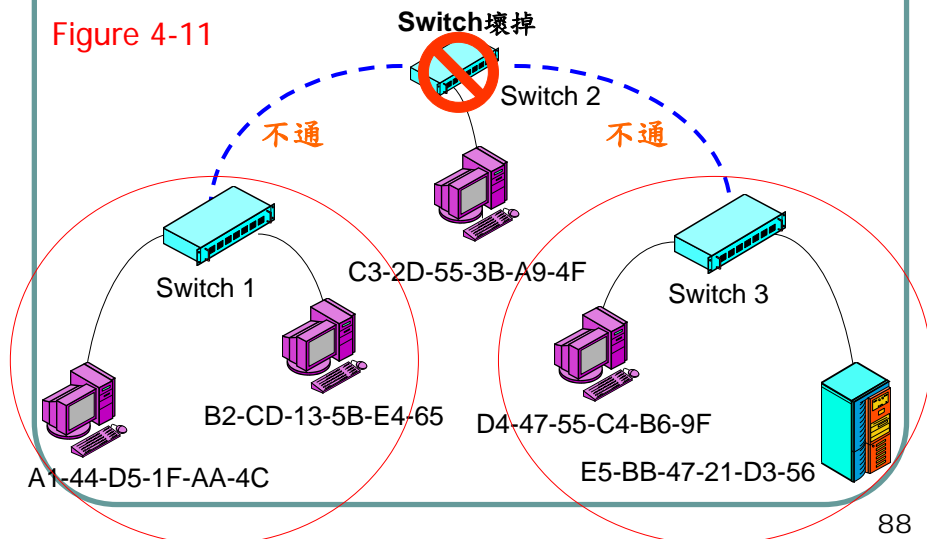 Figure 4-11
Switch壞掉
Switch 2
不通
不通
C3-2D-55-3B-A9-4F
Switch 1
Switch 3
B2-CD-13-5B-E4-65
D4-47-55-C4-B6-9F
A1-44-D5-1F-AA-4C
E5-BB-47-21-D3-56
88